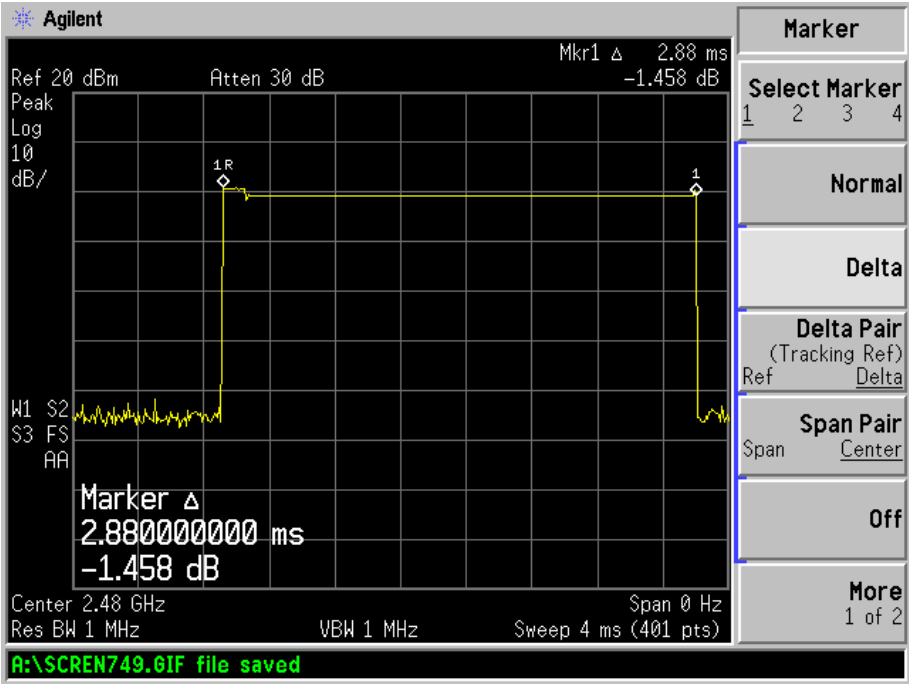 Agilent
Mkr1 Δ 2.88 ms
Ref 20 dBm Atten 30 dB -1.458 dB
Peak
Log
10
dB/
1R
1
W1 S2
S3 FS
AA
Marker Δ
2.880000000 ms
-1.458 dB
Center 2.48 GHz Span 0 Hz
Res BW 1 MHz VBW 1 MHz Sweep 4 ms (401 pts)
A:\SCREN749.GIF file saved
Marker
Select Marker
1 2 3 4
Normal
Delta
Delta Pair
(Tracking Ref)
Ref Delta
Span Pair
Span Center
Off
More
1 of 2